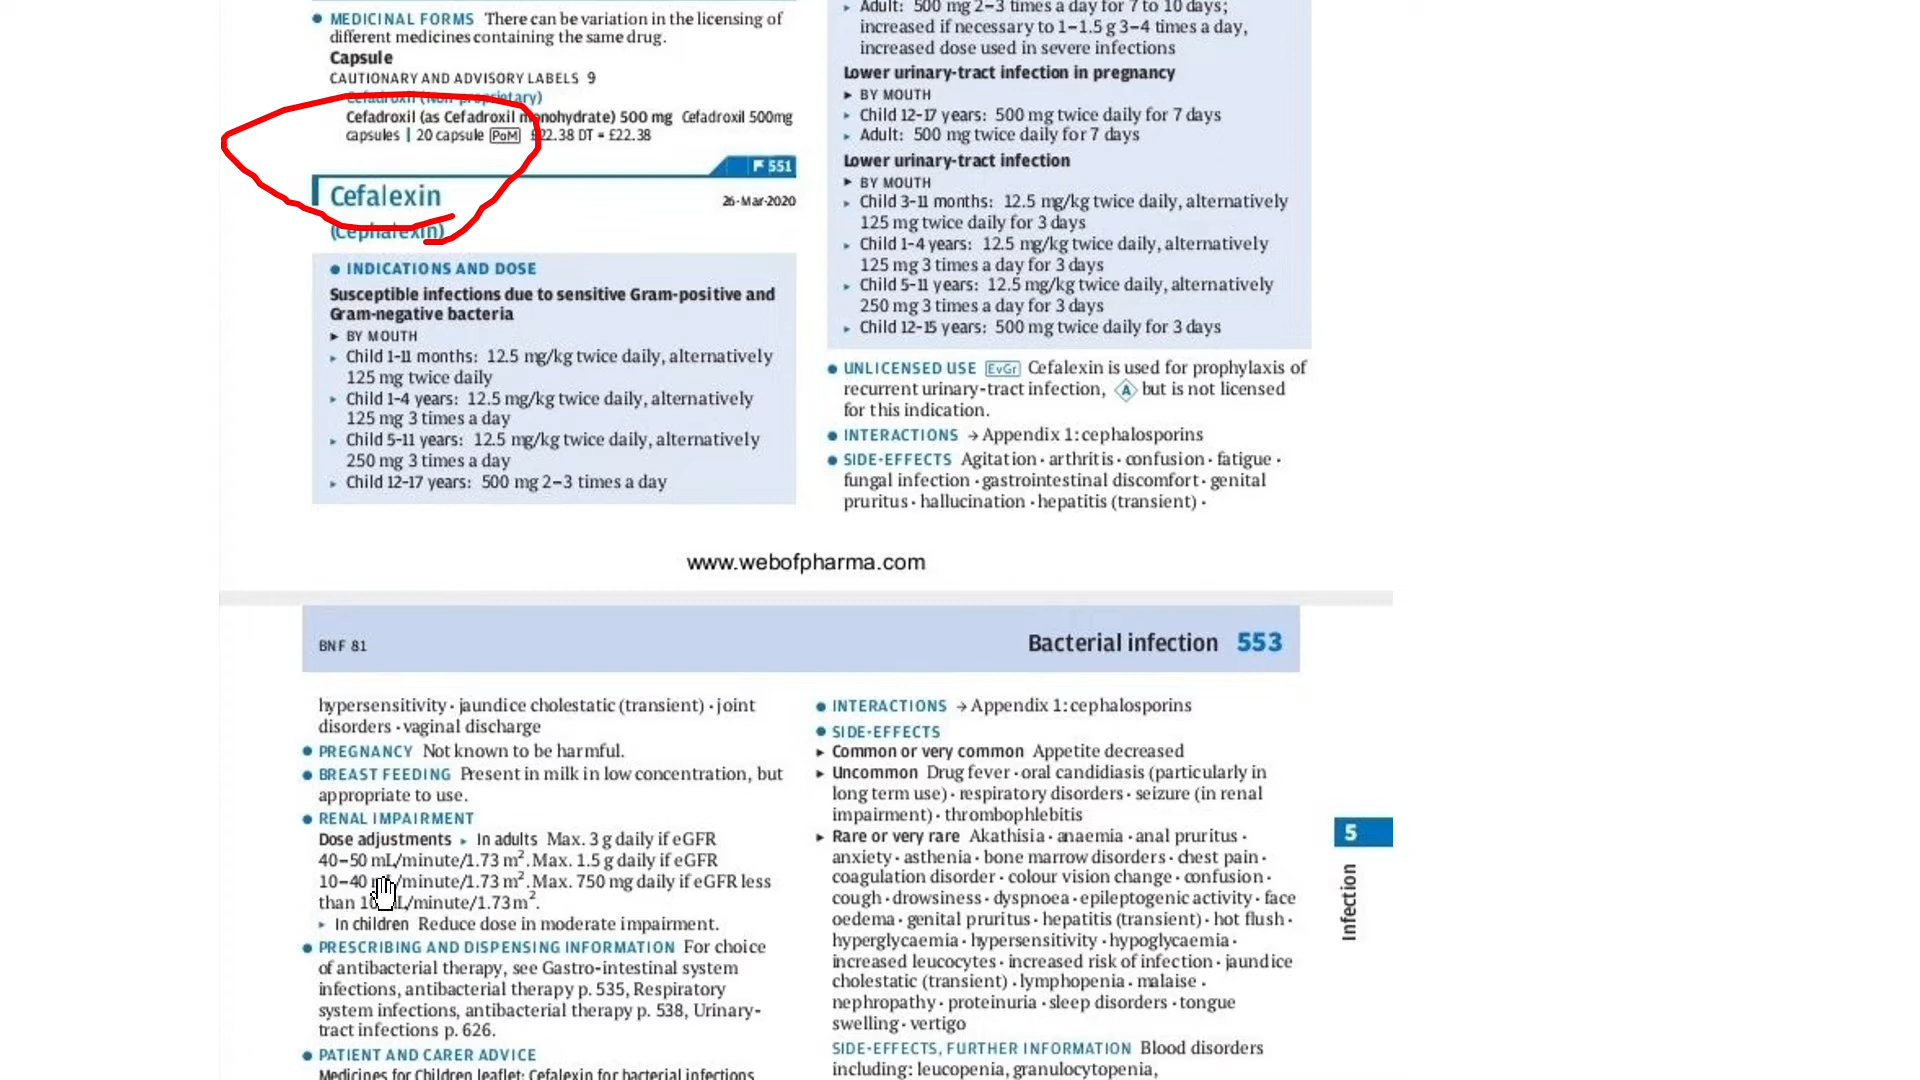 ● MEDICINAL FORMS There can be variation in the licensing of
different medicines containing the same drug.
Capsule
CAUTIONARY AND ADVISORY LABELS 9
Cefadroxil (Non-proprietary)
Cefadroxil (as Cefadroxil monohydrate) 500 mg Cefadroxil 500mg
capsules | 20 capsule PoM £22.38 DT = £22.38
F 551
Cefalexin
26-Mar-2020
(Cephalexin)
● INDICATIONS AND DOSE
Susceptible infections due to sensitive Gram-positive and
Gram-negative bacteria
▶ BY MOUTH
▸ Child 1–11 months: 12.5 mg/kg twice daily, alternatively
125 mg twice daily
▸ Child 1–4 years: 12.5 mg/kg twice daily, alternatively
125 mg 3 times a day
▸ Child 5–11 years: 12.5 mg/kg twice daily, alternatively
250 mg 3 times a day
▸ Child 12–17 years: 500 mg 2–3 times a day
▸ Adult: 500 mg 2–3 times a day for 7 to 10 days;
increased if necessary to 1–1.5 g 3–4 times a day,
increased dose used in severe infections
Lower urinary-tract infection in pregnancy
▶ BY MOUTH
▸ Child 12–17 years: 500 mg twice daily for 7 days
▸ Adult: 500 mg twice daily for 7 days
Lower urinary-tract infection
▶ BY MOUTH
▸ Child 3–11 months: 12.5 mg/kg twice daily, alternatively
125 mg twice daily for 3 days
▸ Child 1–4 years: 12.5 mg/kg twice daily, alternatively
125 mg 3 times a day for 3 days
▸ Child 5–11 years: 12.5 mg/kg twice daily, alternatively
250 mg 3 times a day for 3 days
▸ Child 12–15 years: 500 mg twice daily for 3 days
● UNLICENSED USE EvGr Cefalexin is used for prophylaxis of
recurrent urinary-tract infection, A but is not licensed
for this indication.
● INTERACTIONS → Appendix 1: cephalosporins
● SIDE-EFFECTS Agitation · arthritis · confusion · fatigue ·
fungal infection · gastrointestinal discomfort · genital
pruritus · hallucination · hepatitis (transient) ·
www.webofpharma.com
BNF 81
Bacterial infection 553
hypersensitivity · jaundice cholestatic (transient) · joint
disorders · vaginal discharge
● PREGNANCY Not known to be harmful.
● BREAST FEEDING Present in milk in low concentration, but
appropriate to use.
● RENAL IMPAIRMENT
Dose adjustments ▸ In adults Max. 3 g daily if eGFR
40–50 mL/minute/1.73 m². Max. 1.5 g daily if eGFR
10–40 mL/minute/1.73 m². Max. 750 mg daily if eGFR less
than 10 mL/minute/1.73 m².
▸ In children Reduce dose in moderate impairment.
● PRESCRIBING AND DISPENSING INFORMATION For choice
of antibacterial therapy, see Gastro-intestinal system
infections, antibacterial therapy p. 535, Respiratory
system infections, antibacterial therapy p. 538, Urinary-
tract infections p. 626.
● PATIENT AND CARER ADVICE
Medicines for Children leaflet: Cefalexin for bacterial infections
● INTERACTIONS → Appendix 1: cephalosporins
● SIDE-EFFECTS
▶ Common or very common Appetite decreased
▶ Uncommon Drug fever · oral candidiasis (particularly in
long term use) · respiratory disorders · seizure (in renal
impairment) · thrombophlebitis
▶ Rare or very rare Akathisia · anaemia · anal pruritus ·
anxiety · asthenia · bone marrow disorders · chest pain ·
coagulation disorder · colour vision change · confusion ·
cough · drowsiness · dyspnoea · epileptogenic activity · face
oedema · genital pruritus · hepatitis (transient) · hot flush ·
hyperglycaemia · hypersensitivity · hypoglycaemia ·
increased leucocytes · increased risk of infection · jaundice
cholestatic (transient) · lymphopenia · malaise ·
nephropathy · proteinuria · sleep disorders · tongue
swelling · vertigo
SIDE-EFFECTS, FURTHER INFORMATION Blood disorders
including: leucopenia, granulocytopenia,
5
Infection